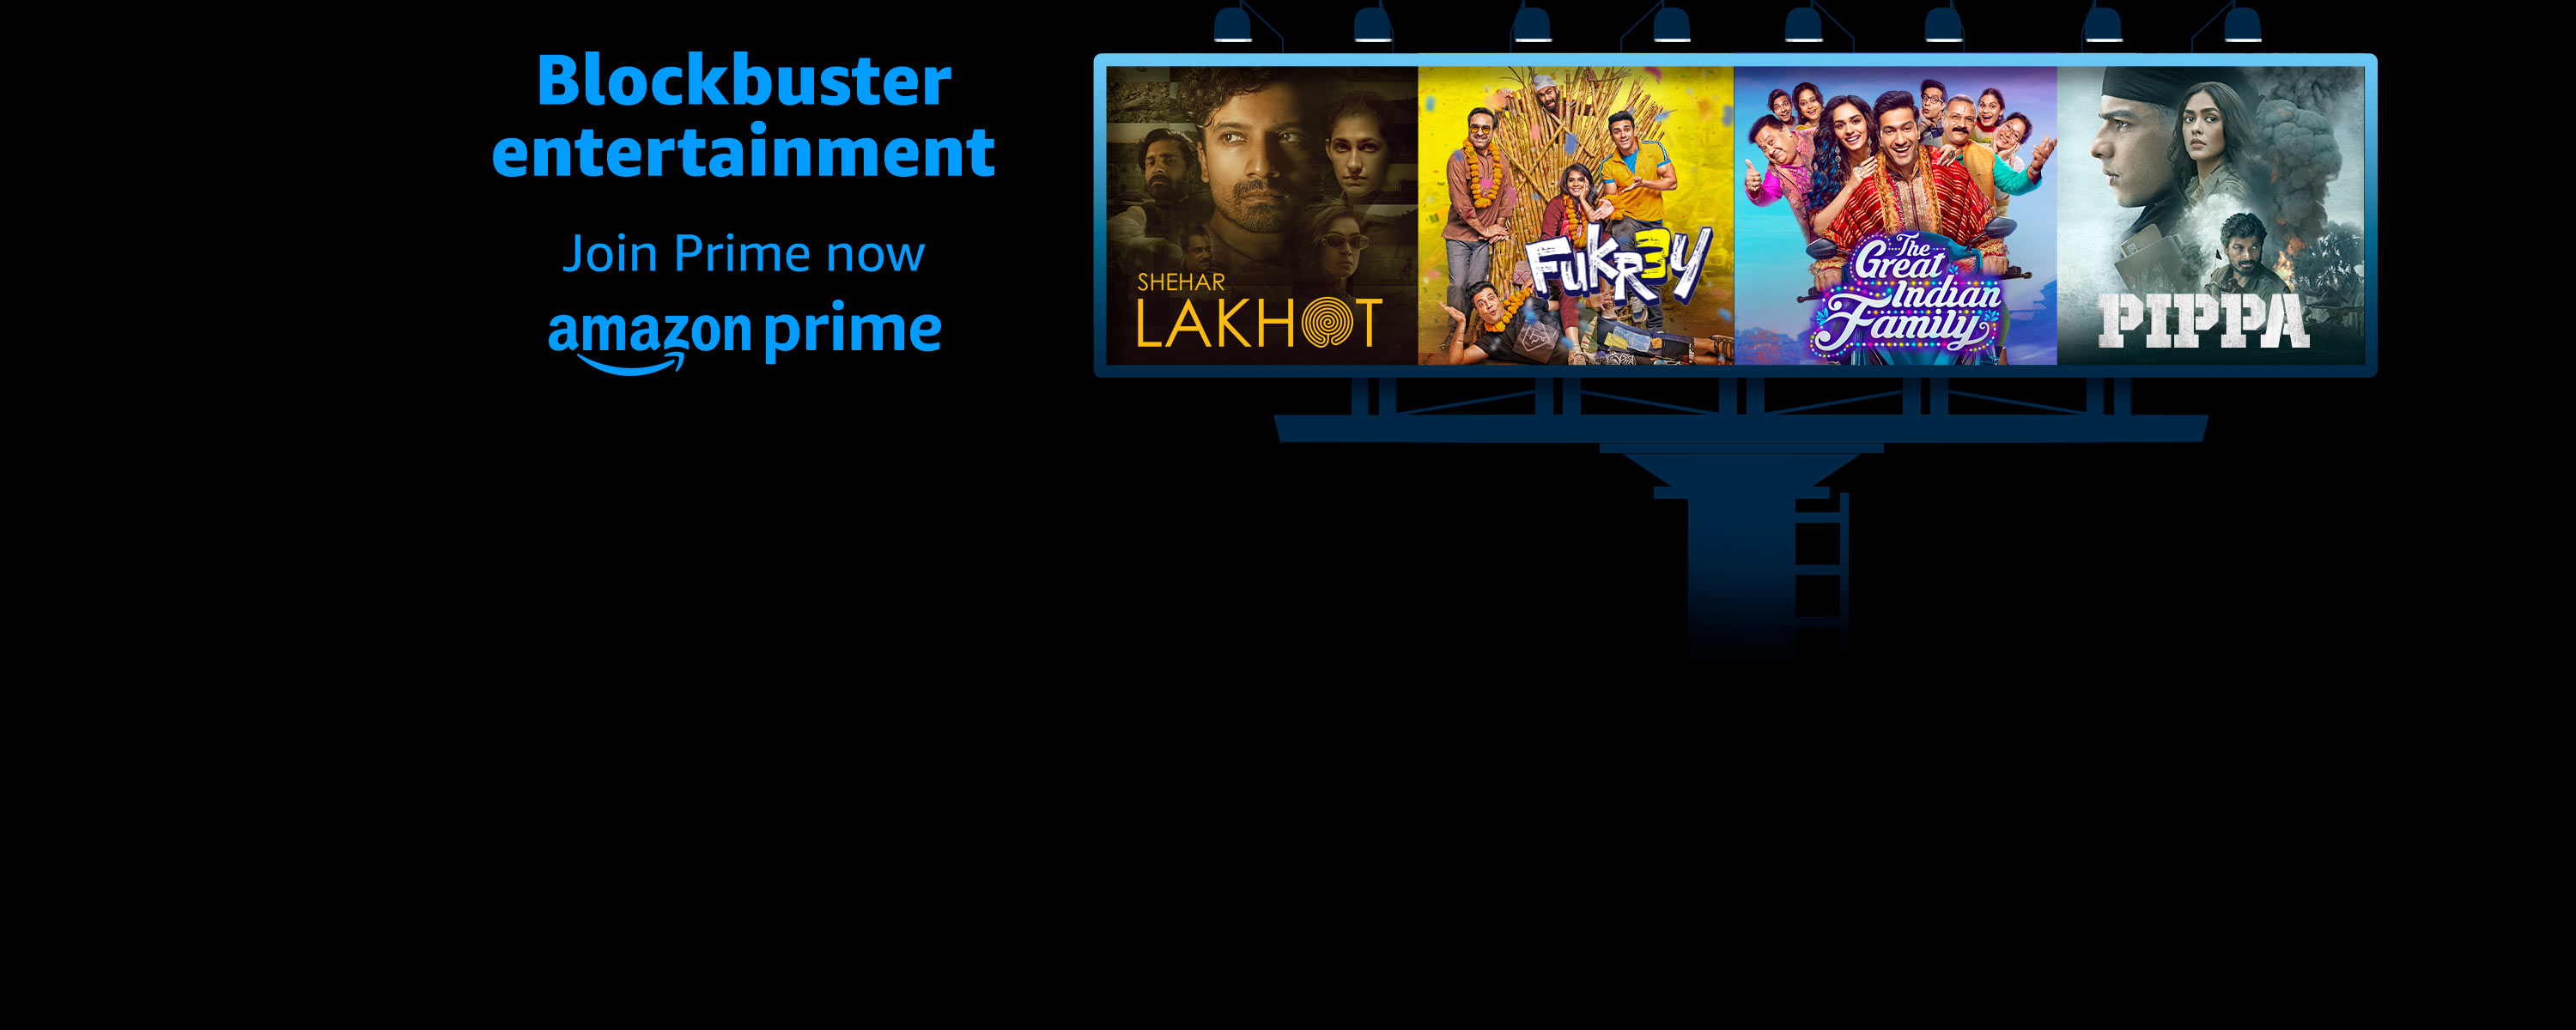 Blockbuster
entertainment
Join Prime now
amazon prime
SHEHAR
LAKHOT
FUKR3Y
The
Great
Indian
Family
PIPPA